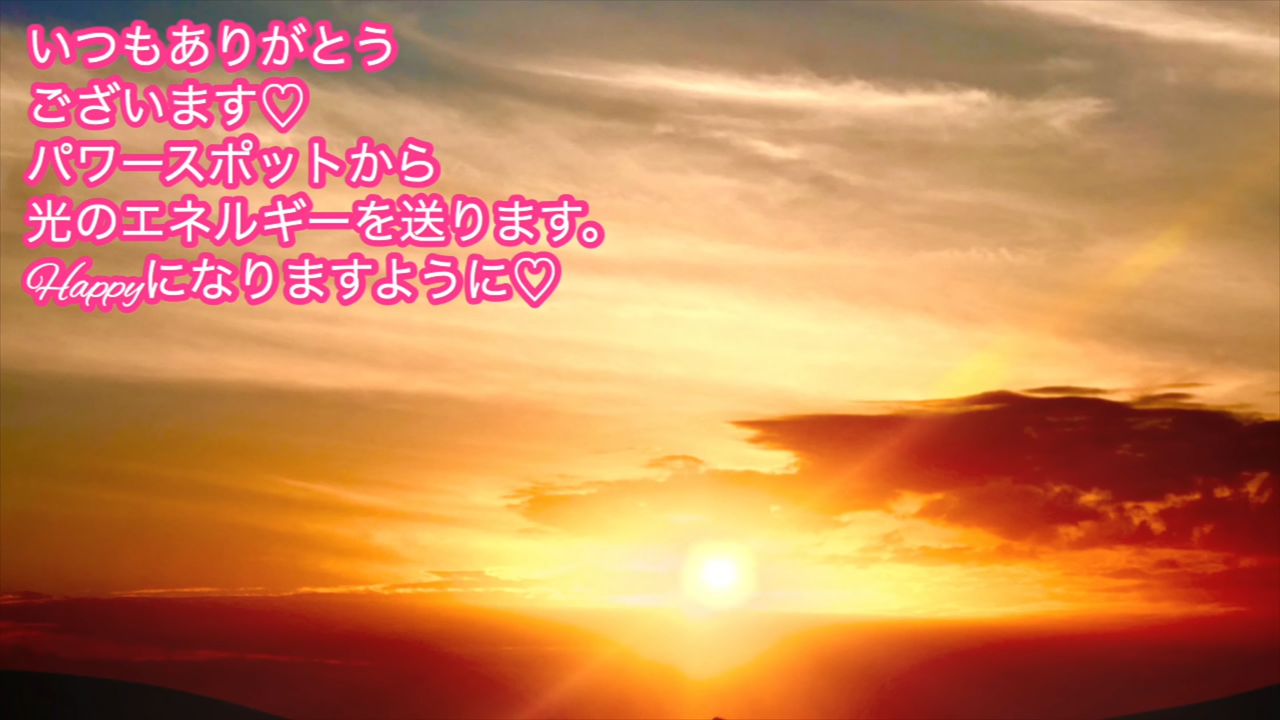 いつもありがとう
ございます♡
パワースポットから
光のエネルギーを送ります。
Happyになりますように♡